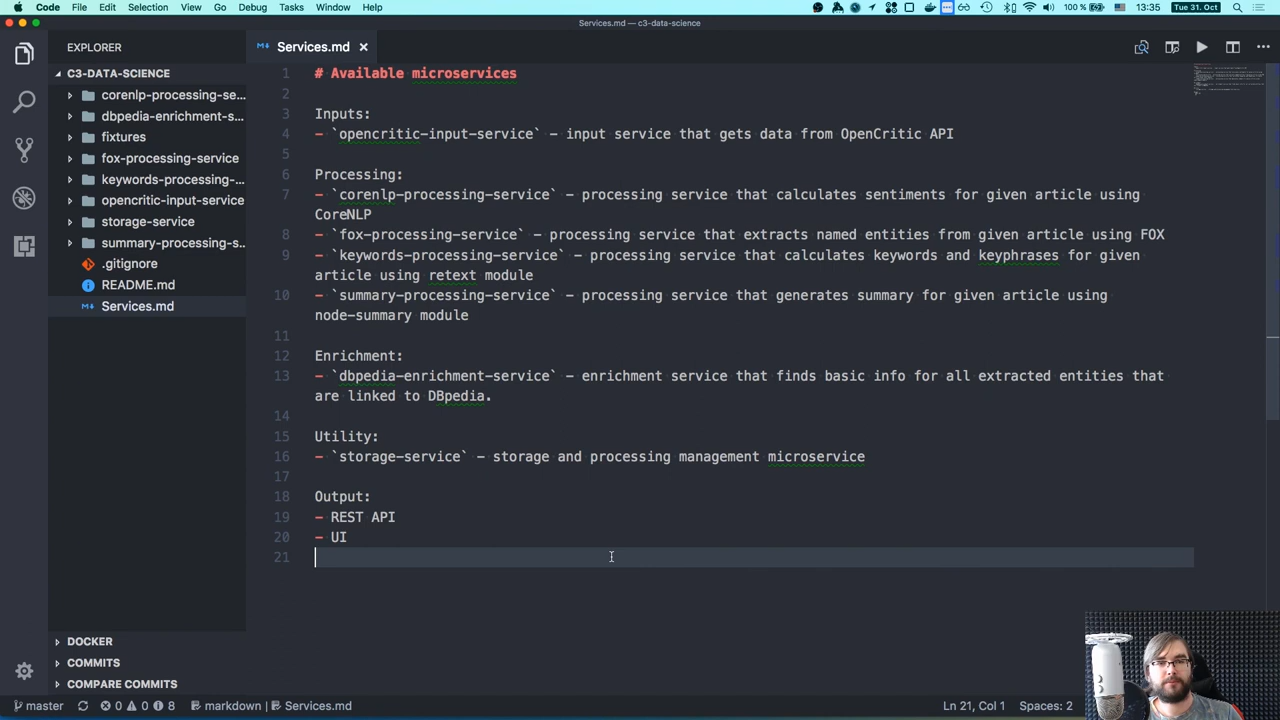 Code File Edit Selection View Go Debug Tasks Window Help 100 % 13:35 Tue 31. Oct
Services.md — c3-data-science
EXPLORER
C3-DATA-SCIENCE
corenlp-processing-se...
dbpedia-enrichment-s...
fixtures
fox-processing-service
keywords-processing-...
opencritic-input-service
storage-service
summary-processing-s...
.gitignore
README.md
Services.md
DOCKER
COMMITS
COMPARE COMMITS
Services.md
1 # Available microservices
2
3 Inputs:
4 - `opencritic-input-service` - input service that gets data from OpenCritic API
5
6 Processing:
7 - `corenlp-processing-service` - processing service that calculates sentiments for given article using
CoreNLP
8 - `fox-processing-service` - processing service that extracts named entities from given article using FOX
9 - `keywords-processing-service` - processing service that calculates keywords and keyphrases for given
article using retext module
10 - `summary-processing-service` - processing service that generates summary for given article using
node-summary module
11
12 Enrichment:
13 - `dbpedia-enrichment-service` - enrichment service that finds basic info for all extracted entities that
are linked to DBpedia.
14
15 Utility:
16 - `storage-service` - storage and processing management microservice
17
18 Output:
19 - REST API
20 - UI
21
master 0 0 8 markdown Services.md Ln 21, Col 1 Spaces: 2